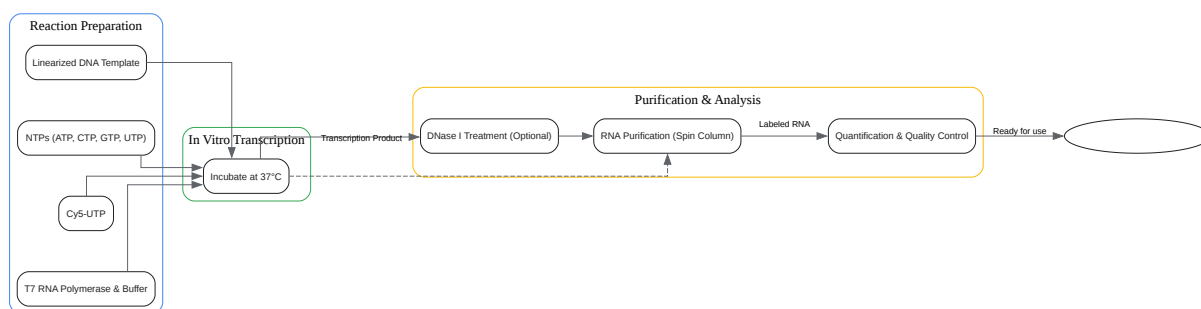 Reaction Preparation
Linearized DNA Template
NTPs (ATP, CTP, GTP, UTP)
Cy5-UTP
T7 RNA Polymerase & Buffer
In Vitro Transcription
Incubate at 37°C
Transcription Product
Purification & Analysis
DNase I Treatment (Optional)
RNA Purification (Spin Column)
Labeled RNA
Quantification & Quality Control
Ready for use